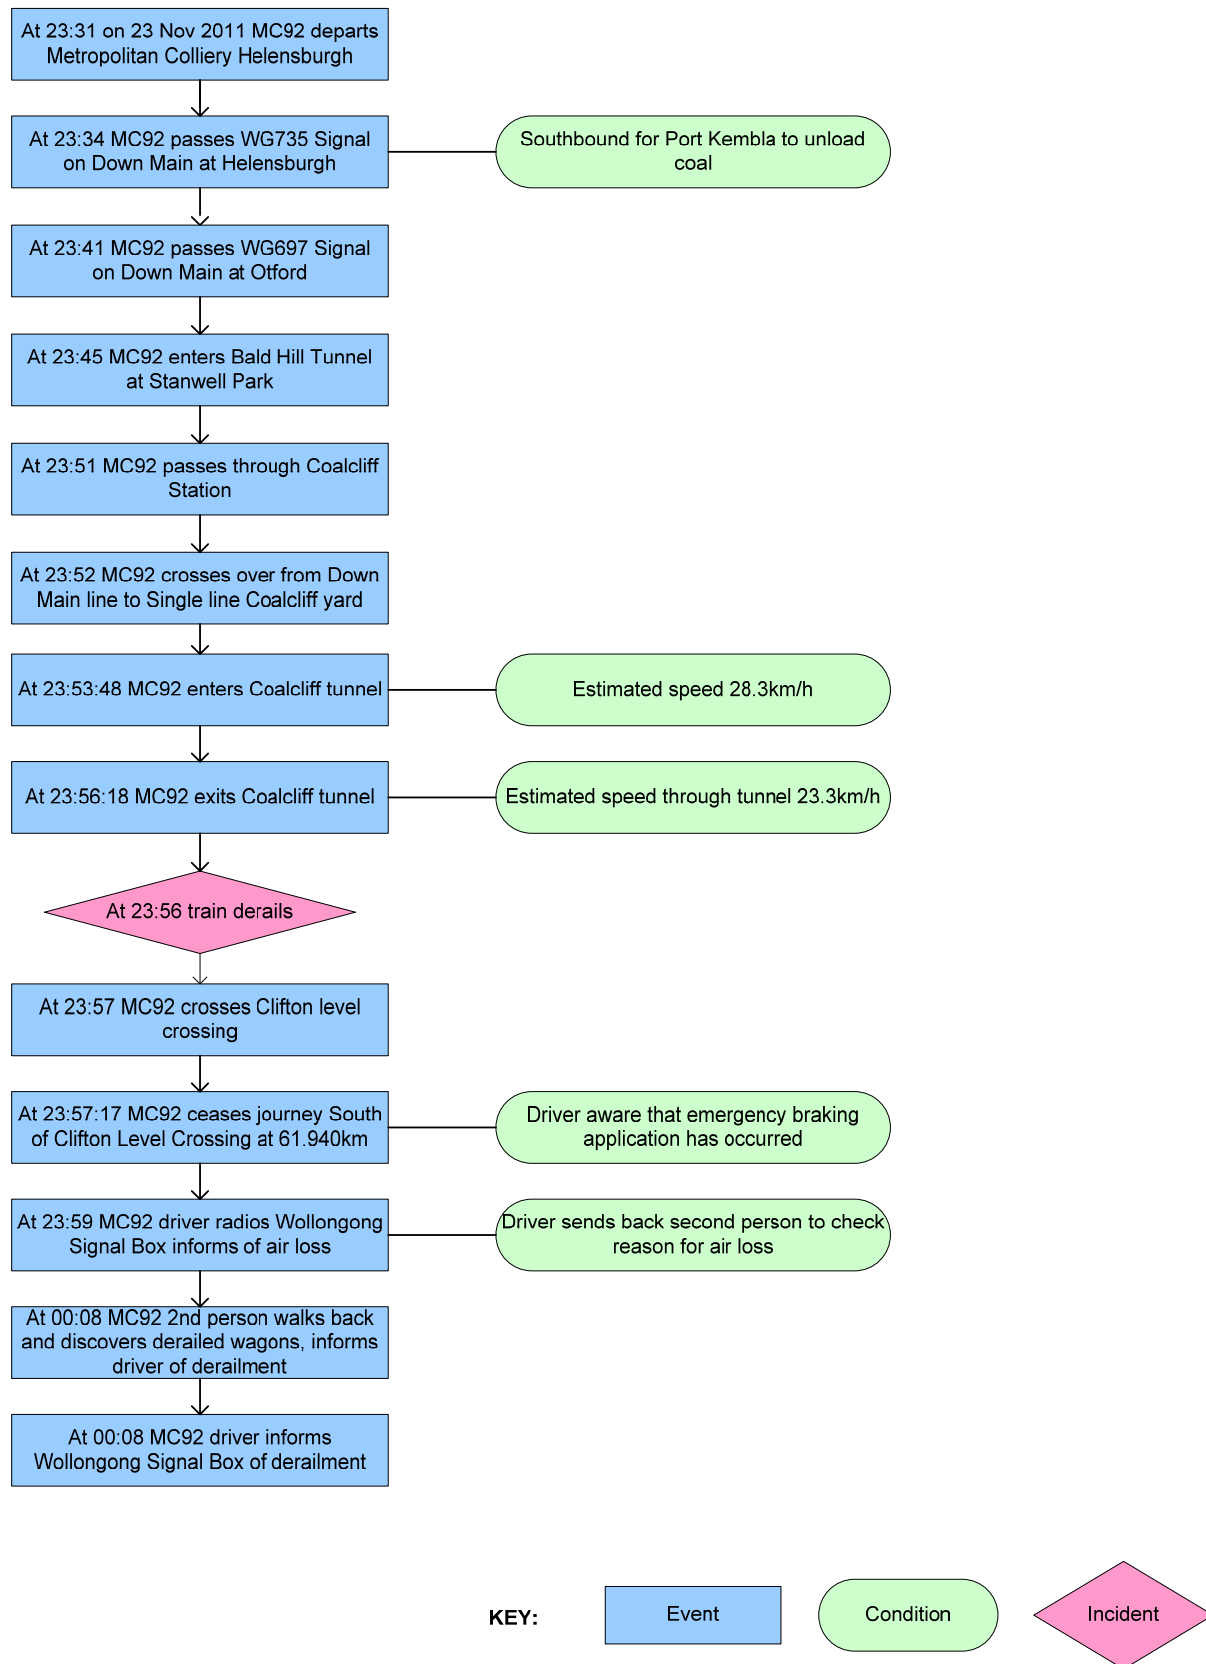 At 23:31 on 23 Nov 2011 MC92 departs
Metropolitan Colliery Helensburgh
At 23:34 MC92 passes WG735 Signal
on Down Main at Helensburgh
Southbound for Port Kembla to unload
coal
At 23:41 MC92 passes WG697 Signal
on Down Main at Otford
At 23:45 MC92 enters Bald Hill Tunnel
at Stanwell Park
At 23:51 MC92 passes through Coalcliff
Station
At 23:52 MC92 crosses over from Down
Main line to Single line Coalcliff yard
At 23:53:48 MC92 enters Coalcliff tunnel
Estimated speed 28.3km/h
At 23:56:18 MC92 exits Coalcliff tunnel
Estimated speed through tunnel 23.3km/h
At 23:56 train derails
At 23:57 MC92 crosses Clifton level
crossing
At 23:57:17 MC92 ceases journey South
of Clifton Level Crossing at 61.940km
Driver aware that emergency braking
application has occurred
At 23:59 MC92 driver radios Wollongong
Signal Box informs of air loss
Driver sends back second person to check
reason for air loss
At 00:08 MC92 2nd person walks back
and discovers derailed wagons, informs
driver of derailment
At 00:08 MC92 driver informs
Wollongong Signal Box of derailment
KEY:
Event
Condition
Incident